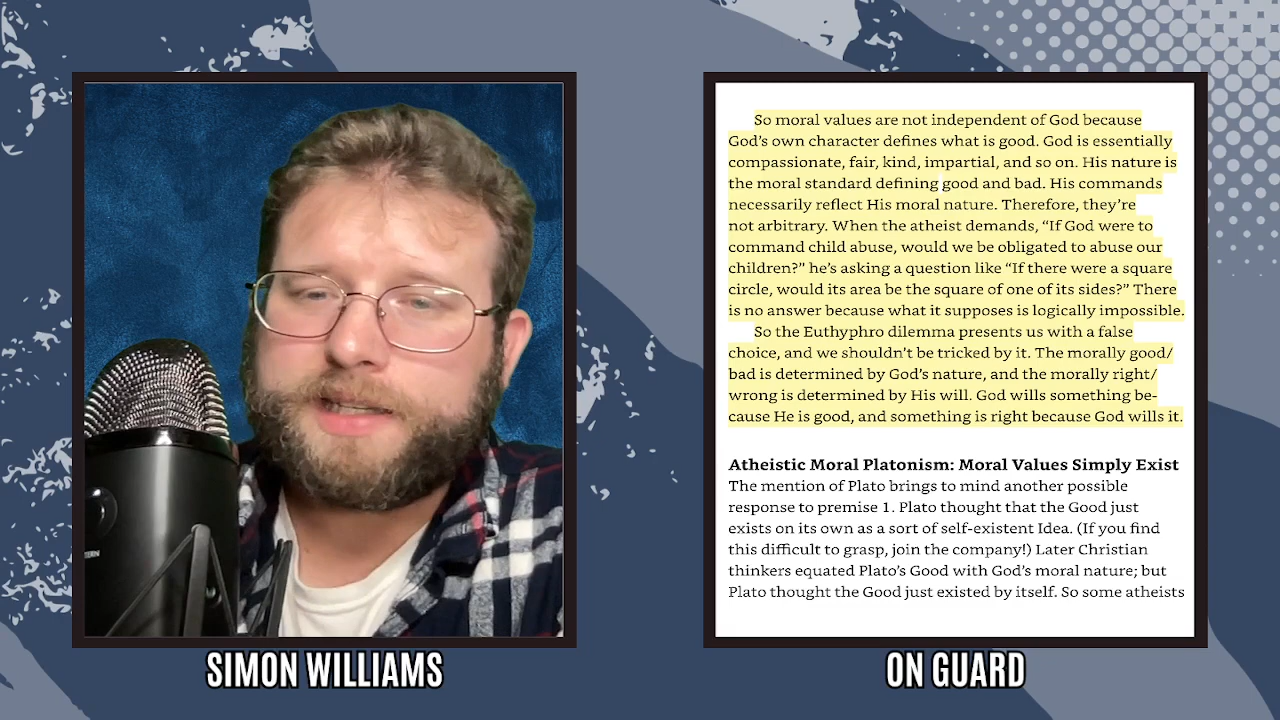 So moral values are not independent of God because
God's own character defines what is good. God is essentially
compassionate, fair, kind, impartial, and so on. His nature is
the moral standard defining good and bad. His commands
necessarily reflect His moral nature. Therefore, they're
not arbitrary. When the atheist demands, “If God were to
command child abuse, would we be obligated to abuse our
children?” he's asking a question like “If there were a square
circle, would its area be the square of one of its sides?” There
is no answer because what it supposes is logically impossible.
So the Euthyphro dilemma presents us with a false
choice, and we shouldn't be tricked by it. The morally good/
bad is determined by God's nature, and the morally right/
wrong is determined by His will. God wills something be-
cause He is good, and something is right because God wills it.
Atheistic Moral Platonism: Moral Values Simply Exist
The mention of Plato brings to mind another possible
response to premise 1. Plato thought that the Good just
exists on its own as a sort of self-existent Idea. (If you find
this difficult to grasp, join the company!) Later Christian
thinkers equated Plato's Good with God's moral nature; but
Plato thought the Good just existed by itself. So some atheists
SIMON WILLIAMS
ON GUARD